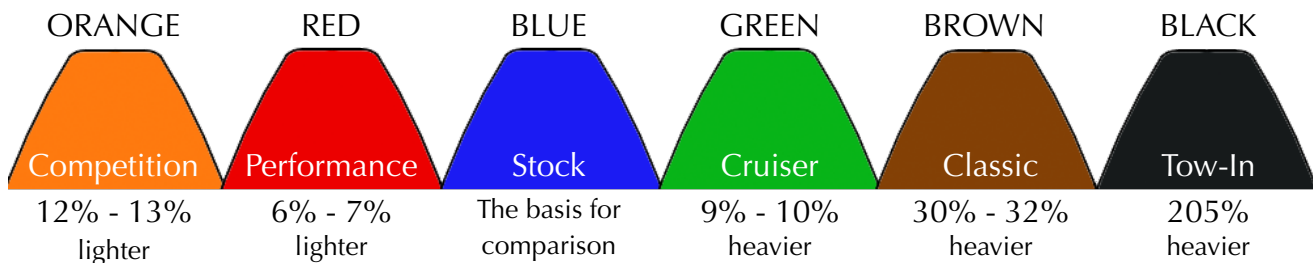 ORANGE RED BLUE GREEN BROWN BLACK
Competition Performance Stock Cruiser Classic Tow-In
12% - 13% 6% - 7% The basis for 9% - 10% 30% - 32% 205%
lighter lighter comparison heavier heavier heavier